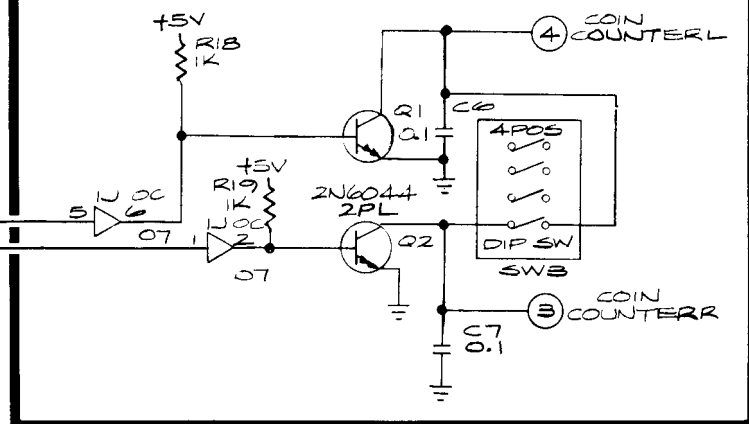 +5V
R18
1K
4
COIN
COUNTERL
Q1
0.1
C6
4POS
+5V
R19
1K
2N6044
2PL
Q2
5
1J OC
6
07
1
1J OC
2
07
DIP SW
SW3
3
COIN
COUNTERR
C7
0.1